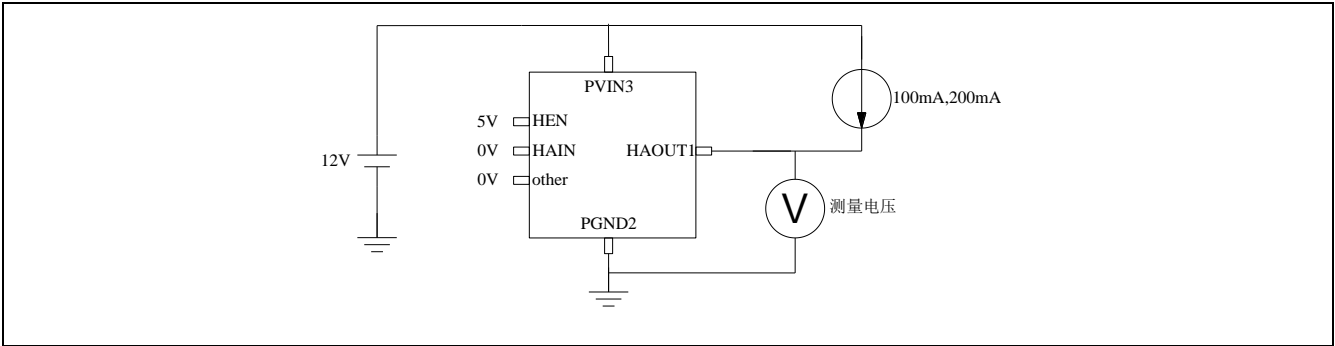 PVIN3
100mA,200mA
5V HEN
0V HAIN HAOUT1
12V
0V other
V 测量电压
PGND2